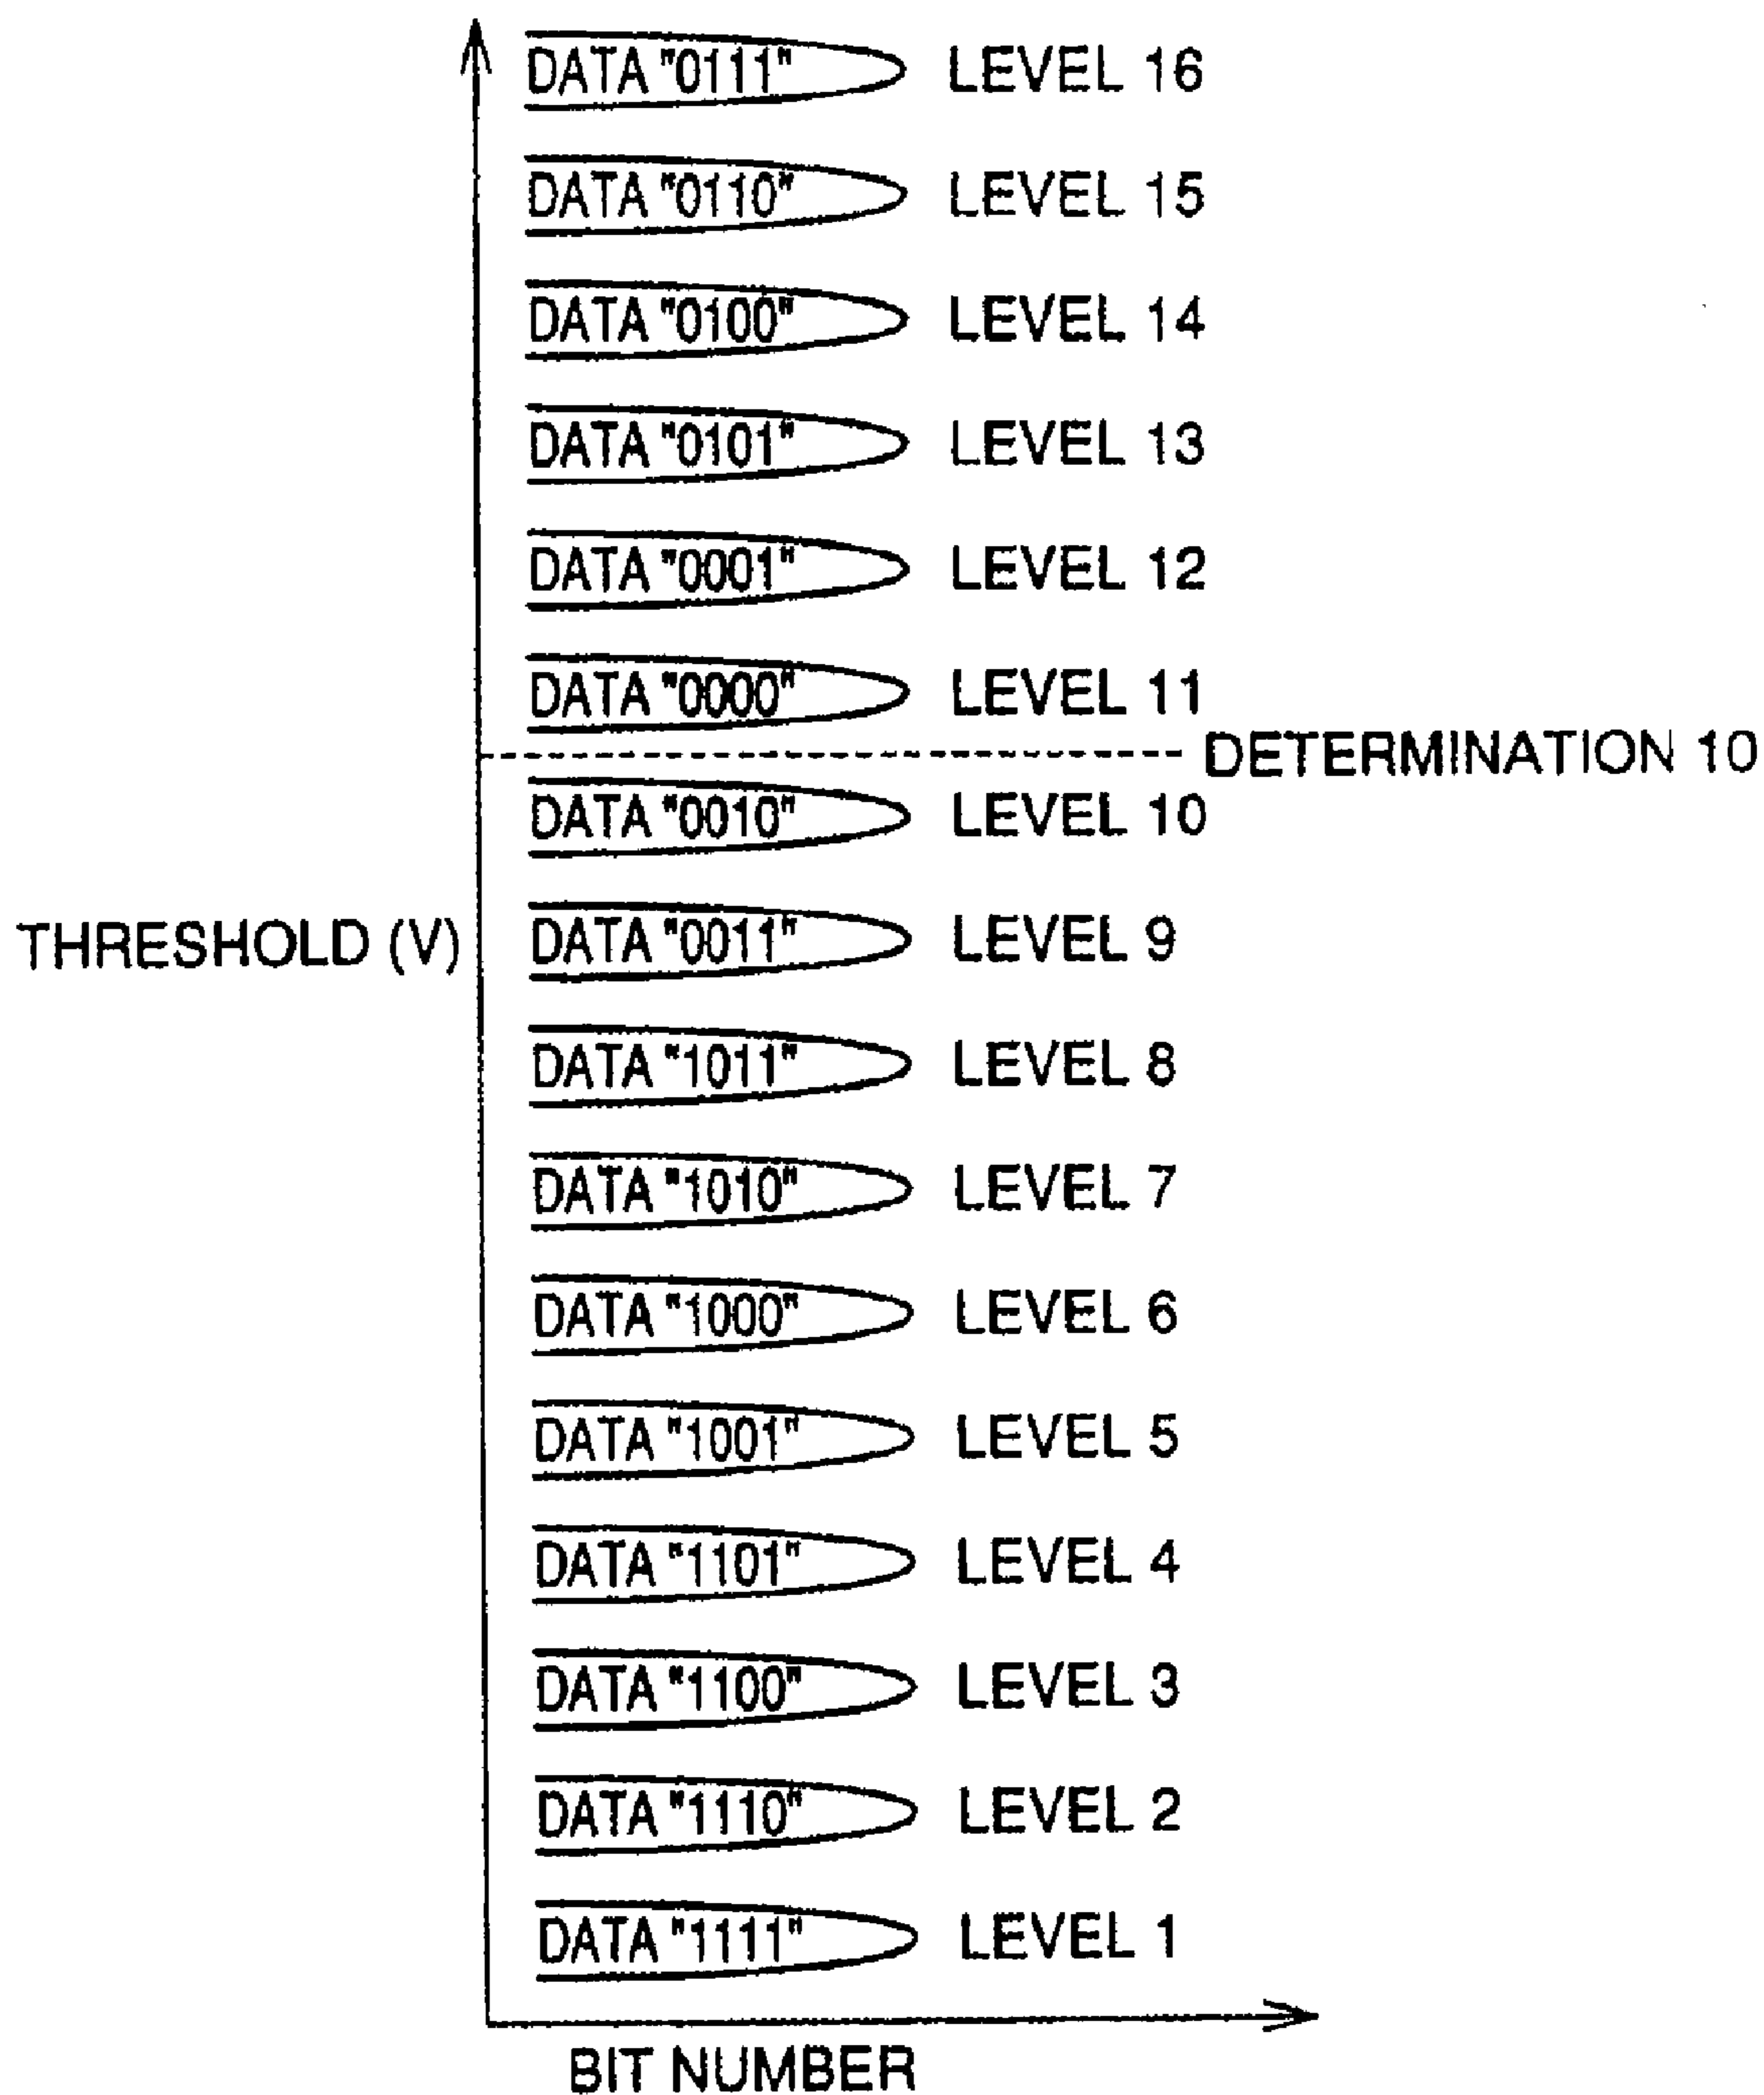 DATA "0111" LEVEL 16
DATA "0110" LEVEL 15
DATA "0100" LEVEL 14
DATA "0101" LEVEL 13
DATA "0001" LEVEL 12
DATA "0000" LEVEL 11
DETERMINATION 10
DATA "0010" LEVEL 10
THRESHOLD (V) DATA "0011" LEVEL 9
DATA "1011" LEVEL 8
DATA "1010" LEVEL 7
DATA "1000" LEVEL 6
DATA "1001" LEVEL 5
DATA "1101" LEVEL 4
DATA "1100" LEVEL 3
DATA "1110" LEVEL 2
DATA "1111" LEVEL 1
BIT NUMBER